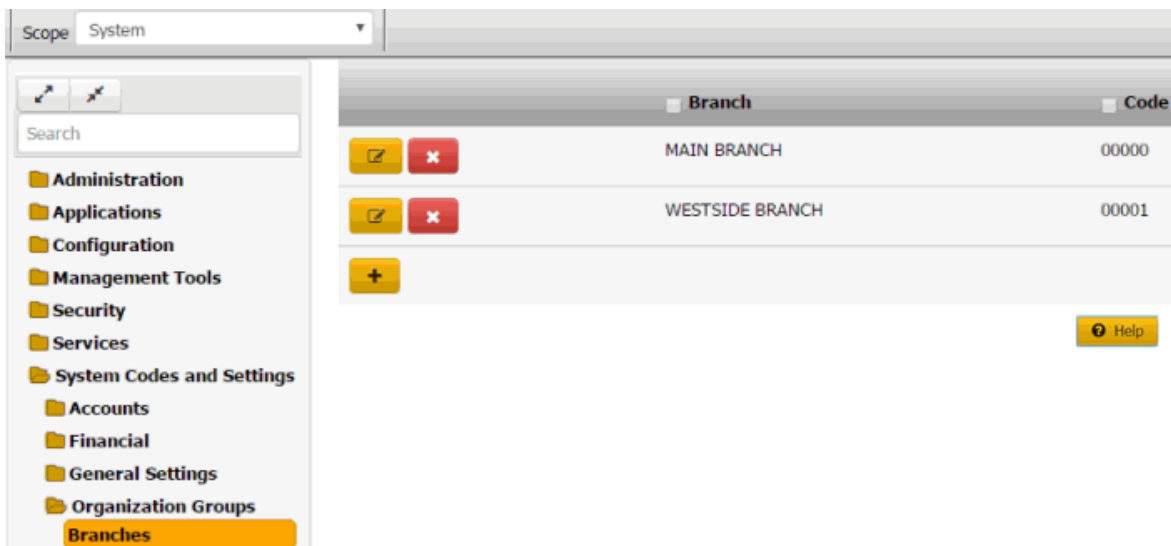 Scope System
Search
Administration
Applications
Configuration
Management Tools
Security
Services
System Codes and Settings
Accounts
Financial
General Settings
Organization Groups
Branches
Branch Code
MAIN BRANCH 00000
WESTSIDE BRANCH 00001
Help